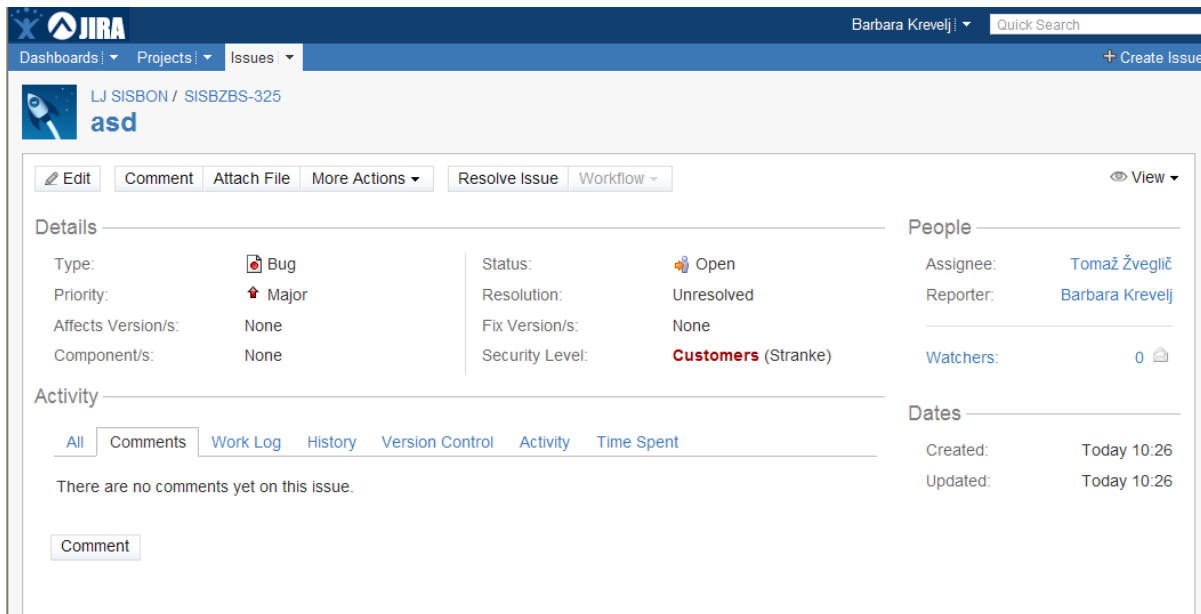 JIRA
Barbara Krevelj
Quick Search
Dashboards Projects Issues
+ Create Issue
LJ SISBON / SISBZBS-325
asd
Edit Comment Attach File More Actions Resolve Issue Workflow View
Details
Type: Bug
Priority: Major
Affects Version/s: None
Component/s: None
Status: Open
Resolution: Unresolved
Fix Version/s: None
Security Level: Customers (Stranke)
People
Assignee: Tomaž Žveglič
Reporter: Barbara Krevelj
Watchers: 0
Activity
All Comments Work Log History Version Control Activity Time Spent
There are no comments yet on this issue.
Comment
Dates
Created: Today 10:26
Updated: Today 10:26